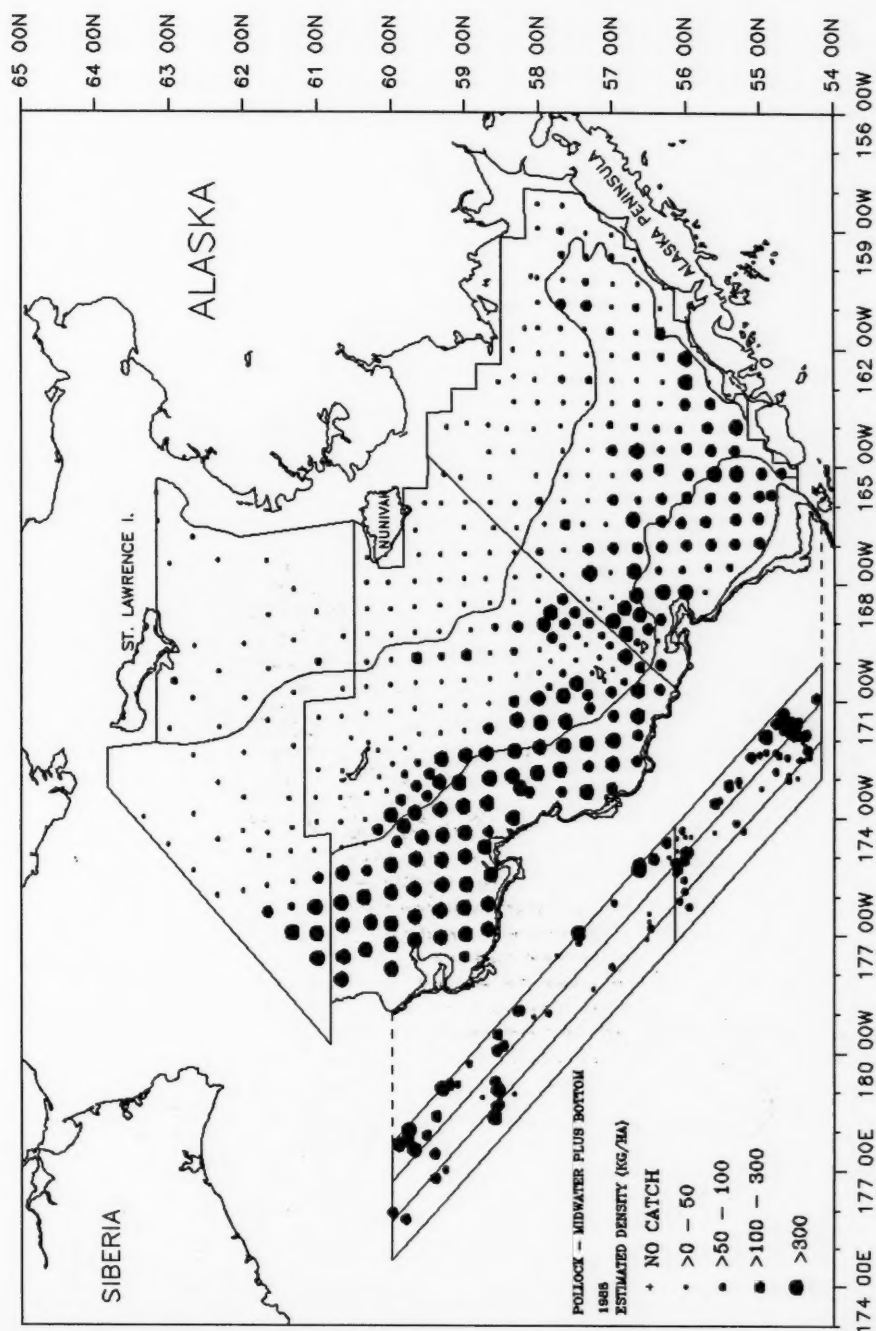 65 00N
64 00N
63 00N
62 00N
61 00N
60 00N
59 00N
58 00N
57 00N
56 00N
55 00N
54 00N
SIBERIA
ST. LAWRENCE I.
ALASKA
NUNIVAK
ALASKA PENINSULA
POLLOCK – MIDWATER PLUS BOTTOM
1988
ESTIMATED DENSITY (KG/HA)
+ NO CATCH
>0 – 50
>50 – 100
>100 – 300
>300
174 00E
177 00E
180 00W
177 00W
174 00W
171 00W
168 00W
165 00W
162 00W
159 00W
156 00W